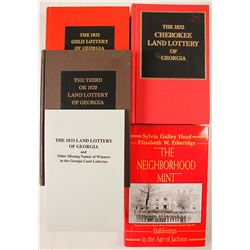 THE 1832
GOLD LOTTERY
OF GEORGIA
THE 1832
CHEROKEE
LAND LOTTERY
OF
GEORGIA
THE THIRD
OR 1820
LAND LOTTERY
OF GEORGIA
THE 1833 LAND LOTTERY
OF GEORGIA
and
Other Missing Names of Winners
in the Georgia Land Lotteries
Sylvia Gailey Head
Elizabeth W. Etheridge
THE
NEIGHBORHOOD
MINT
Dahlonega
in the Age of Jackson